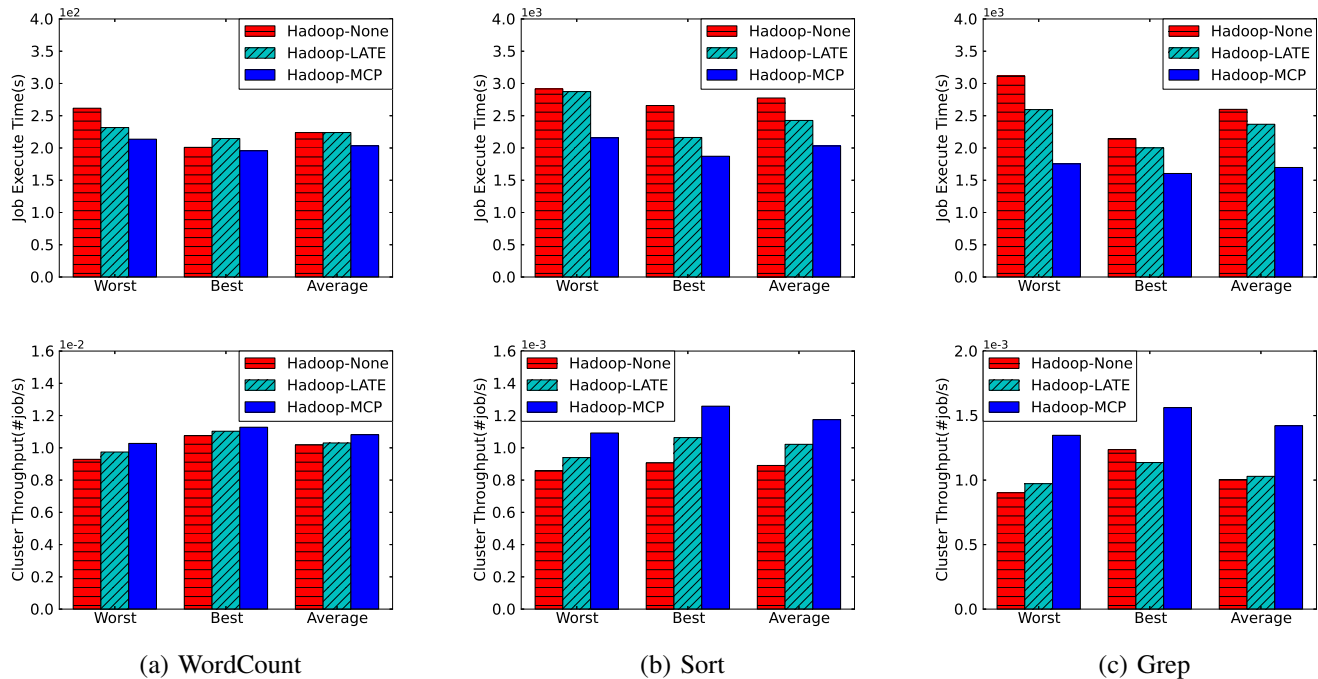 1e2
4.0
3.5
3.0
2.5
2.0
1.5
1.0
0.5
0.0
Job Execute Time(s)
Hadoop-None
Hadoop-LATE
Hadoop-MCP
Worst Best Average
1e3
4.0
3.5
3.0
2.5
2.0
1.5
1.0
0.5
0.0
Job Execute Time(s)
Hadoop-None
Hadoop-LATE
Hadoop-MCP
Worst Best Average
1e3
4.0
3.5
3.0
2.5
2.0
1.5
1.0
0.5
0.0
Job Execute Time(s)
Hadoop-None
Hadoop-LATE
Hadoop-MCP
Worst Best Average
1e-2
1.6
1.4
1.2
1.0
0.8
0.6
0.4
0.2
0.0
Cluster Throughput(#job/s)
Hadoop-None
Hadoop-LATE
Hadoop-MCP
Worst Best Average
(a) WordCount
1e-3
1.6
1.4
1.2
1.0
0.8
0.6
0.4
0.2
0.0
Cluster Throughput(#job/s)
Hadoop-None
Hadoop-LATE
Hadoop-MCP
Worst Best Average
(b) Sort
1e-3
2.0
1.5
1.0
0.5
0.0
Cluster Throughput(#job/s)
Hadoop-None
Hadoop-LATE
Hadoop-MCP
Worst Best Average
(c) Grep